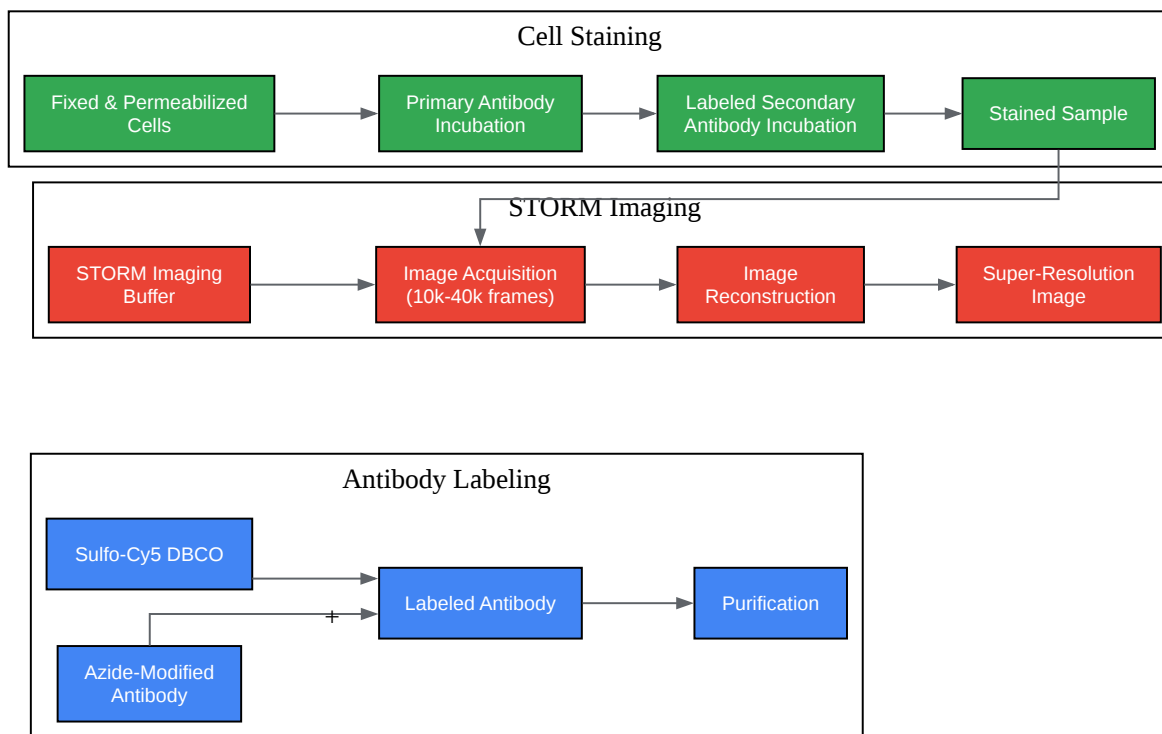 Cell Staining
Fixed & Permeabilized
Cells
Primary Antibody
Incubation
Labeled Secondary
Antibody Incubation
Stained Sample
STORM Imaging
STORM Imaging
Buffer
Image Acquisition
(10k-40k frames)
Image
Reconstruction
Super-Resolution
Image
Antibody Labeling
Sulfo-Cy5 DBCO
+
Labeled Antibody
Purification
Azide-Modified
Antibody